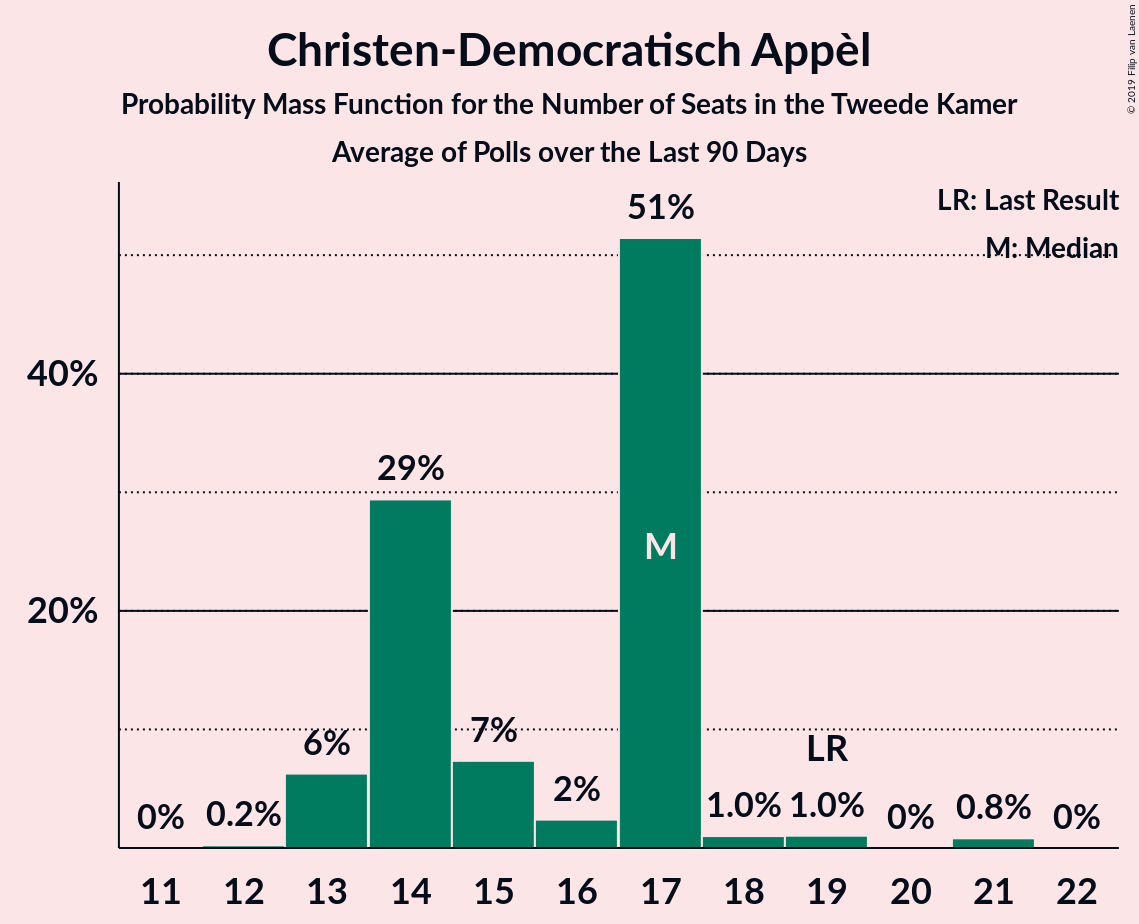 Christen-Democratisch Appèl
Probability Mass Function for the Number of Seats in the Tweede Kamer
Average of Polls over the Last 90 Days
© 2019 Filip van Laenen
LR: Last Result
M: Median
51%
40%
29%
M
20%
6%
7%
LR
0%
0.2%
2%
1.0%
1.0%
0%
0.8%
0%
11 12 13 14 15 16 17 18 19 20 21 22